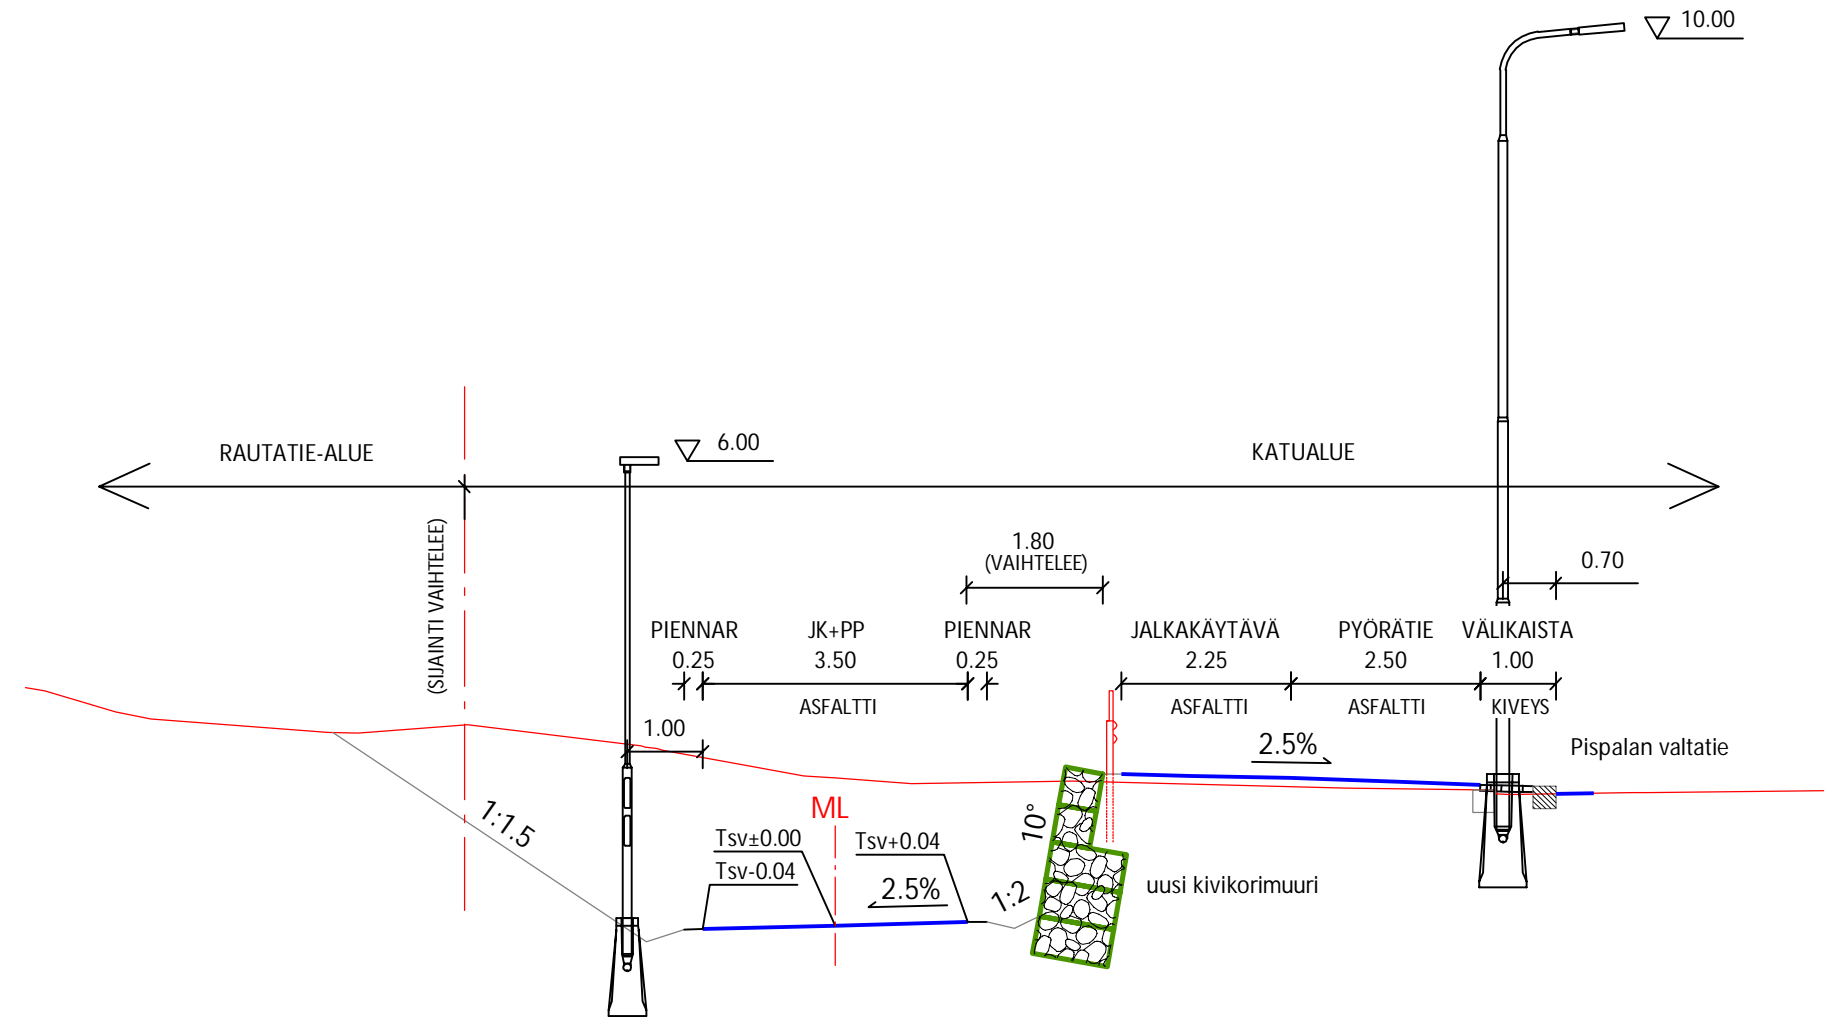 10.00
RAUTATIE-ALUE
6.00
KATUALUE
(SIJAINTI VAIHTELEE)
1.80
(VAIHTELEE)
0.70
PIENNAR
0.25
JK+PP
3.50
ASFALTTI
PIENNAR
0.25
JALKAKÄYTÄVÄ
2.25
ASFALTTI
PYÖRÄTIE
2.50
ASFALTTI
VÄLIKAISTA
1.00
KIVEYS
1.00
2.5%
Pispalan valtatie
1:1.5
ML
Tsv±0.00
Tsv-0.04
Tsv+0.04
2.5%
1:2
10°
uusi kivikorimuuri